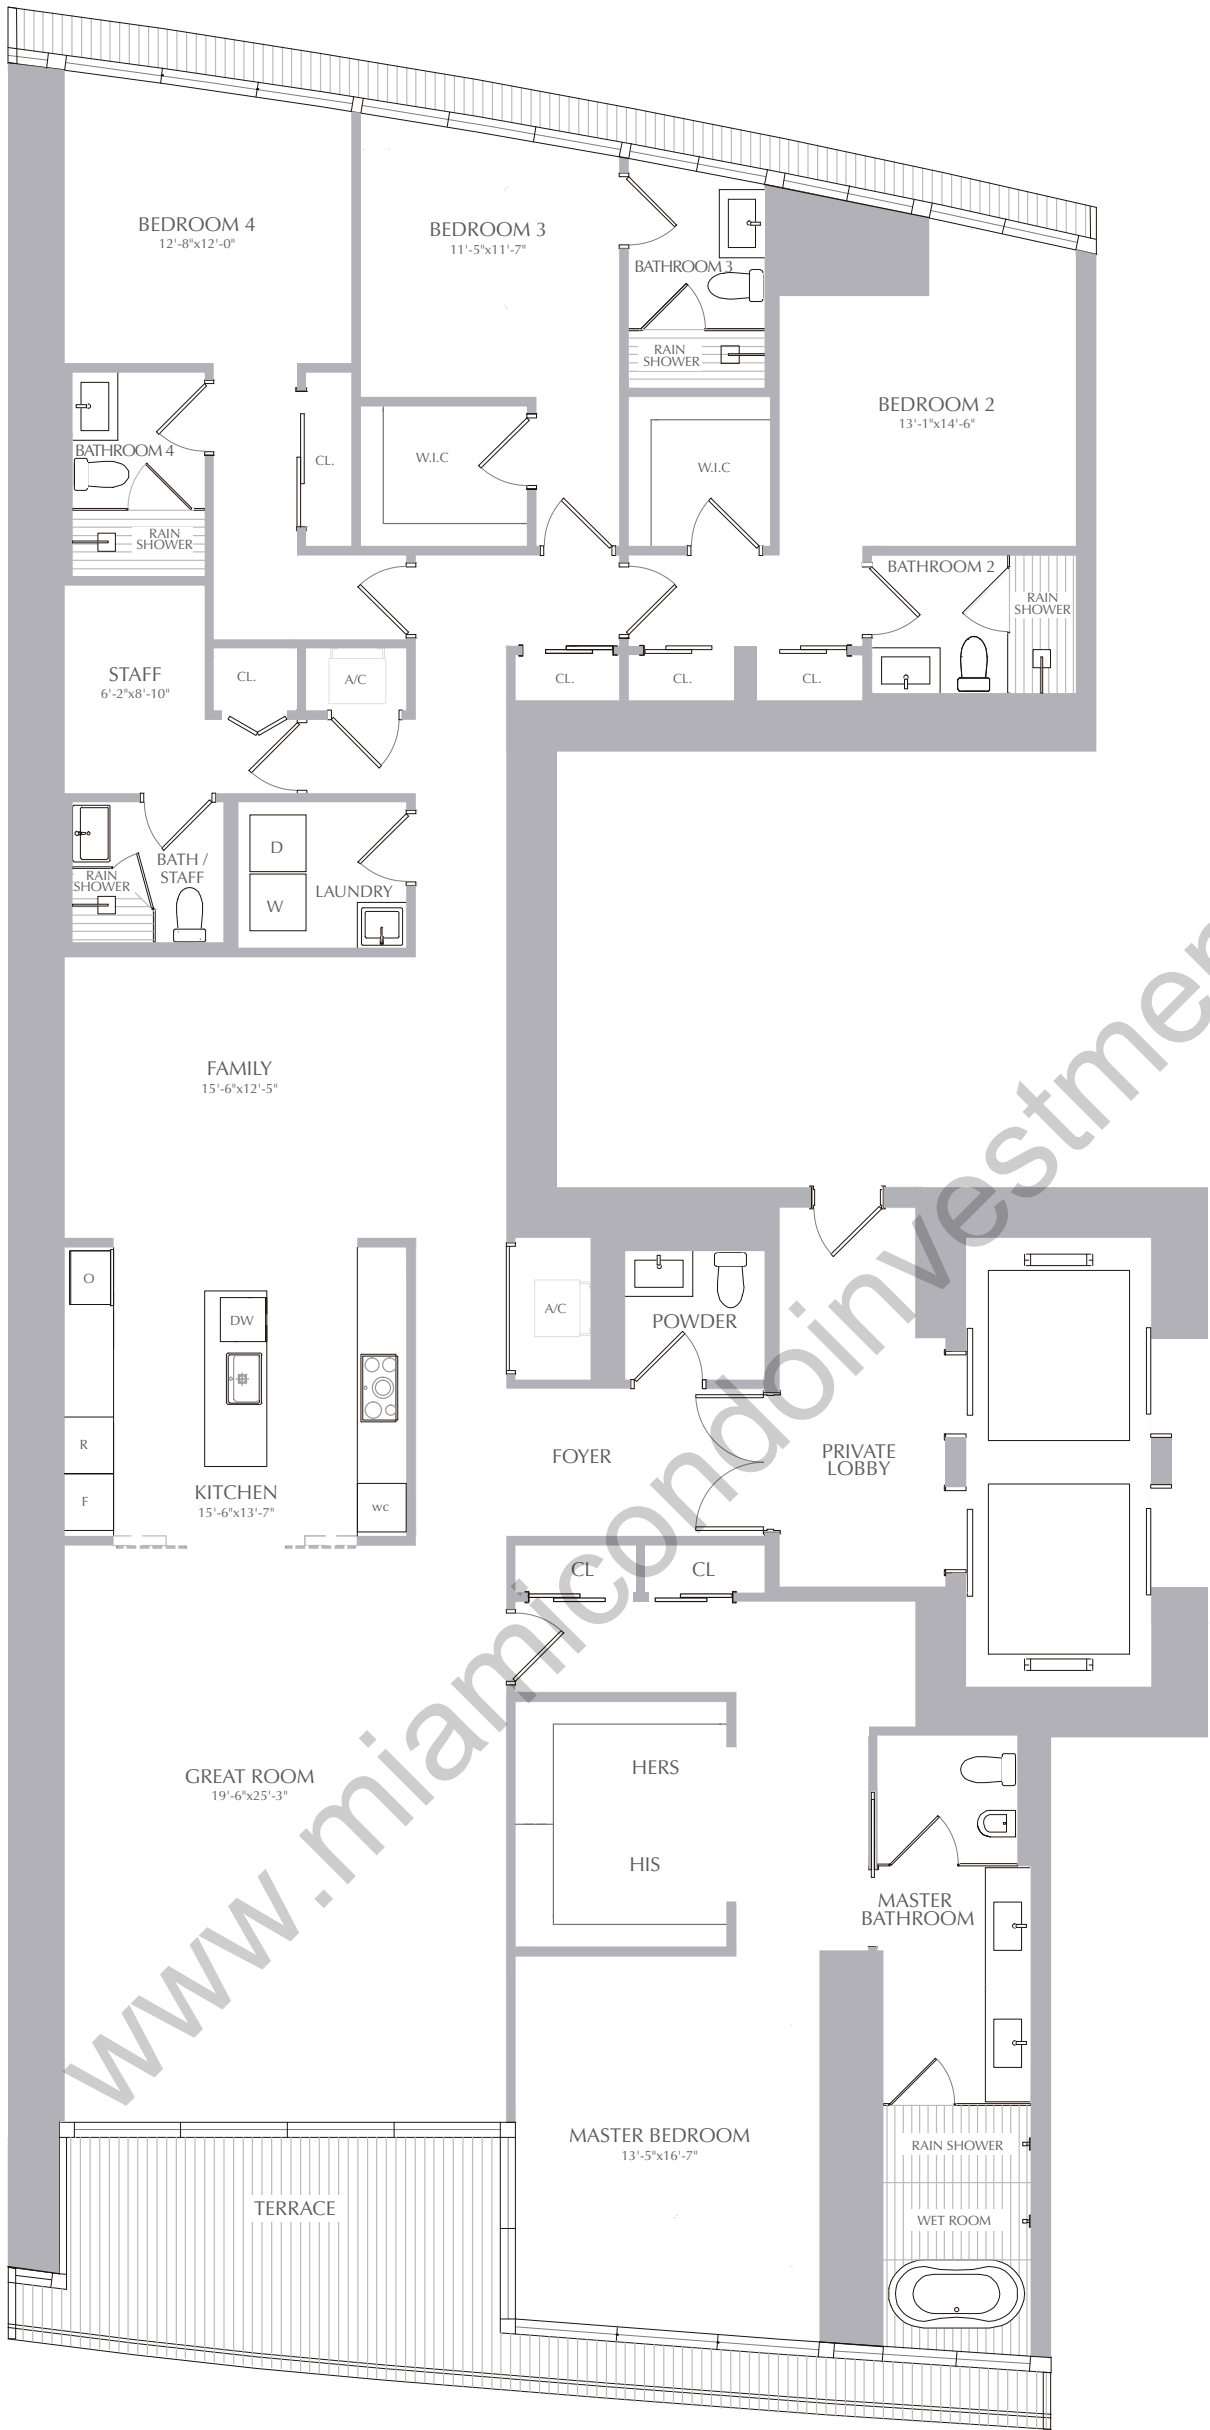 BEDROOM 4
12'-8"x12'-0"
BEDROOM 3
11'-5"x11'-7"
BATHROOM 3
RAIN
SHOWER
BEDROOM 2
13'-1"x14'-6"
BATHROOM 4
RAIN
SHOWER
CL.
W.I.C
W.I.C
BATHROOM 2
RAIN
SHOWER
STAFF
6'-2"x8'-10"
CL.
A/C
CL.
CL.
CL.
BATH /
STAFF
RAIN
SHOWER
D
W
LAUNDRY
FAMILY
15'-6"x12'-5"
O
DW
R
F
KITCHEN
15'-6"x13'-7"
WC
A/C
POWDER
FOYER
PRIVATE
LOBBY
CL
CL
GREAT ROOM
19'-6"x25'-3"
HERS
HIS
MASTER
BATHROOM
MASTER BEDROOM
13'-5"x16'-7"
RAIN SHOWER
WET ROOM
TERRACE
www.miamicondoinvestmen